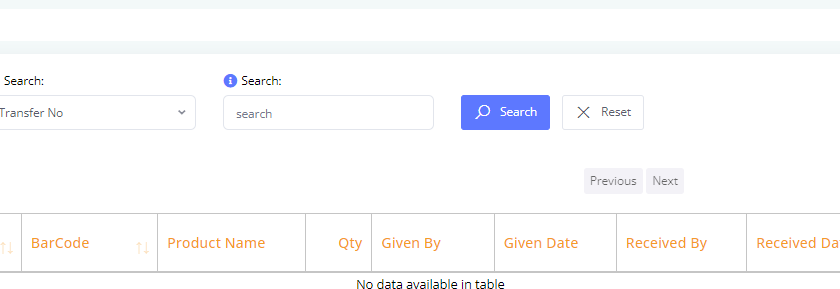 Search:
Search:
Transfer No
search
Search
Reset
Previous
Next
BarCode
Product Name
Qty
Given By
Given Date
Received By
Received Da
No data available in table